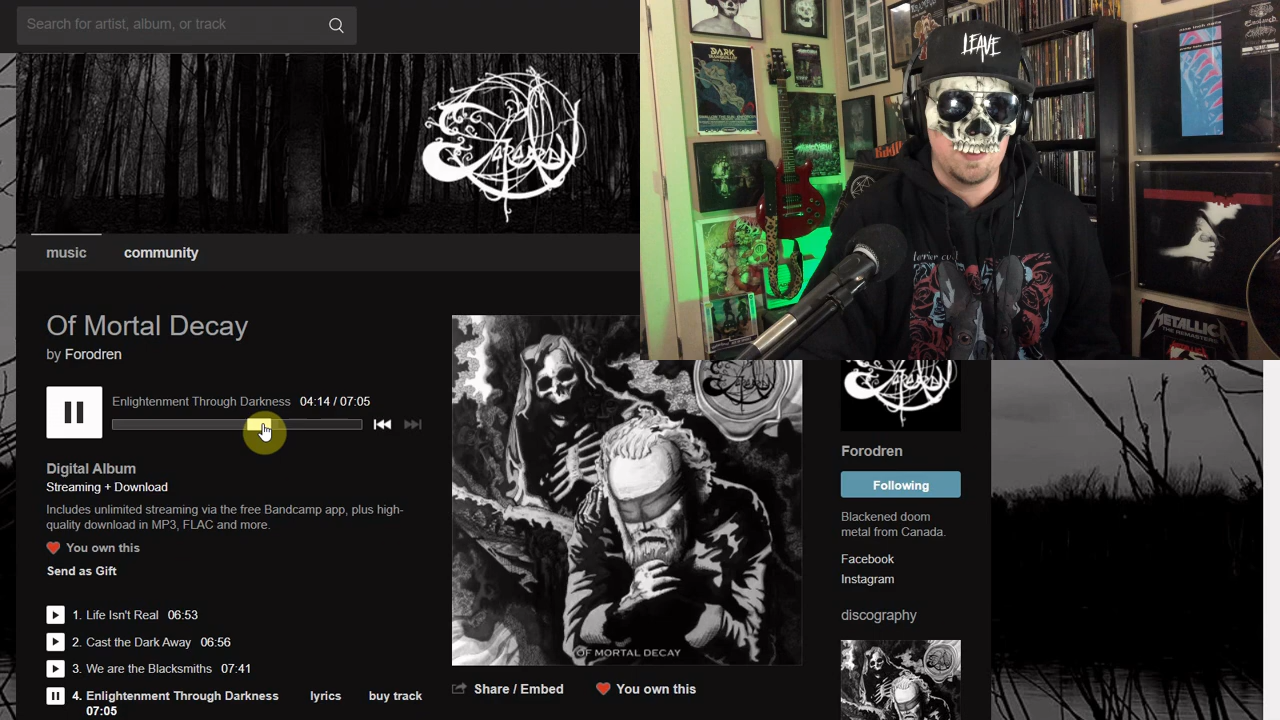 Search for artist, album, or track
music
community
Of Mortal Decay
by Forodren
Enlightenment Through Darkness 04:14 / 07:05
Digital Album
Streaming + Download
Includes unlimited streaming via the free Bandcamp app, plus high-
quality download in MP3, FLAC and more.
You own this
Send as Gift
1. Life Isn't Real 06:53
2. Cast the Dark Away 06:56
3. We are the Blacksmiths 07:41
4. Enlightenment Through Darkness lyrics buy track
07:05
OF MORTAL DECAY
Share / Embed
You own this
LEAVE
DARK
METALLICA
Forodren
Following
Blackened doom
metal from Canada.
Facebook
Instagram
discography